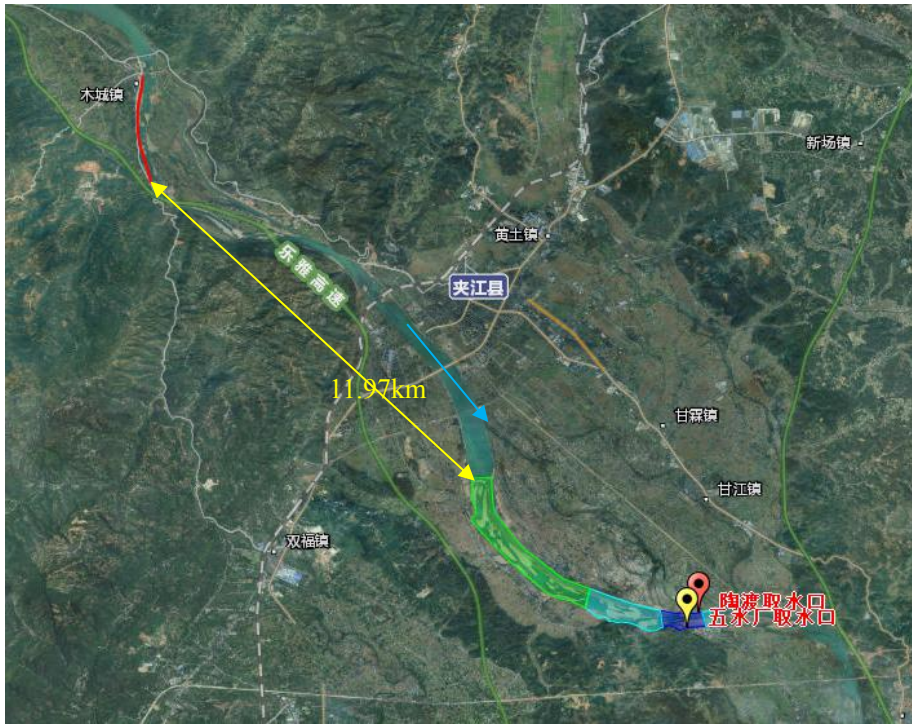 木城镇
新场镇
黄土镇
乐雅高速
夹江县
11.97km
甘霖镇
甘江镇
双福镇
陶渡取水口
五水厂取水口